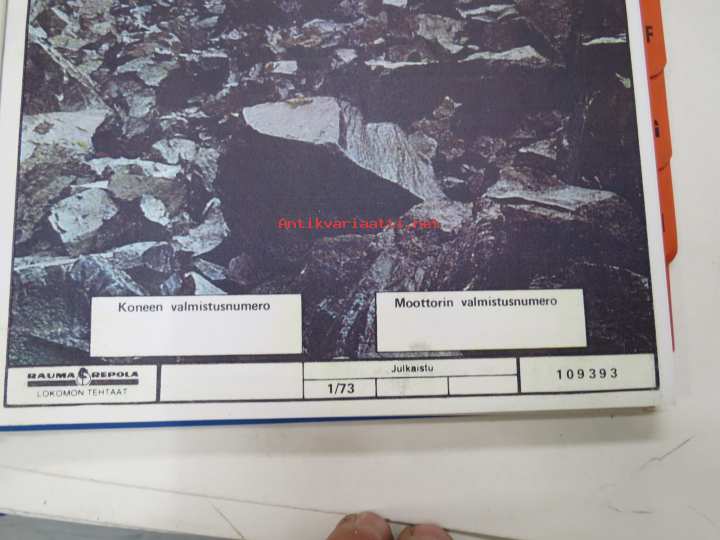 F
Antikvariaatti.net
Koneen valmistusnumero
Moottorin valmistusnumero
RAUMA REPOLA
LOKOMON TEHTAAT
Julkaistu
1/73
109393